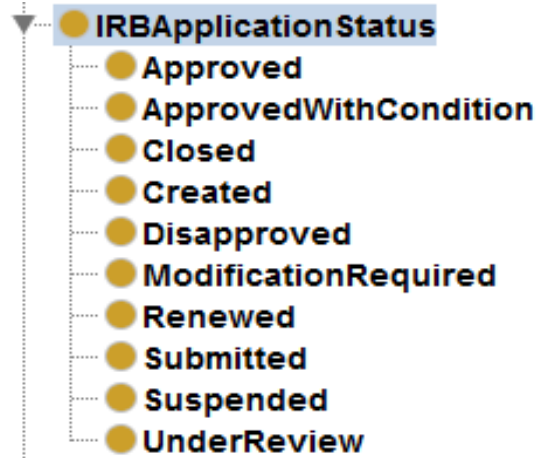 IRBApplicationStatus
Approved
ApprovedWithCondition
Closed
Created
Disapproved
ModificationRequired
Renewed
Submitted
Suspended
UnderReview